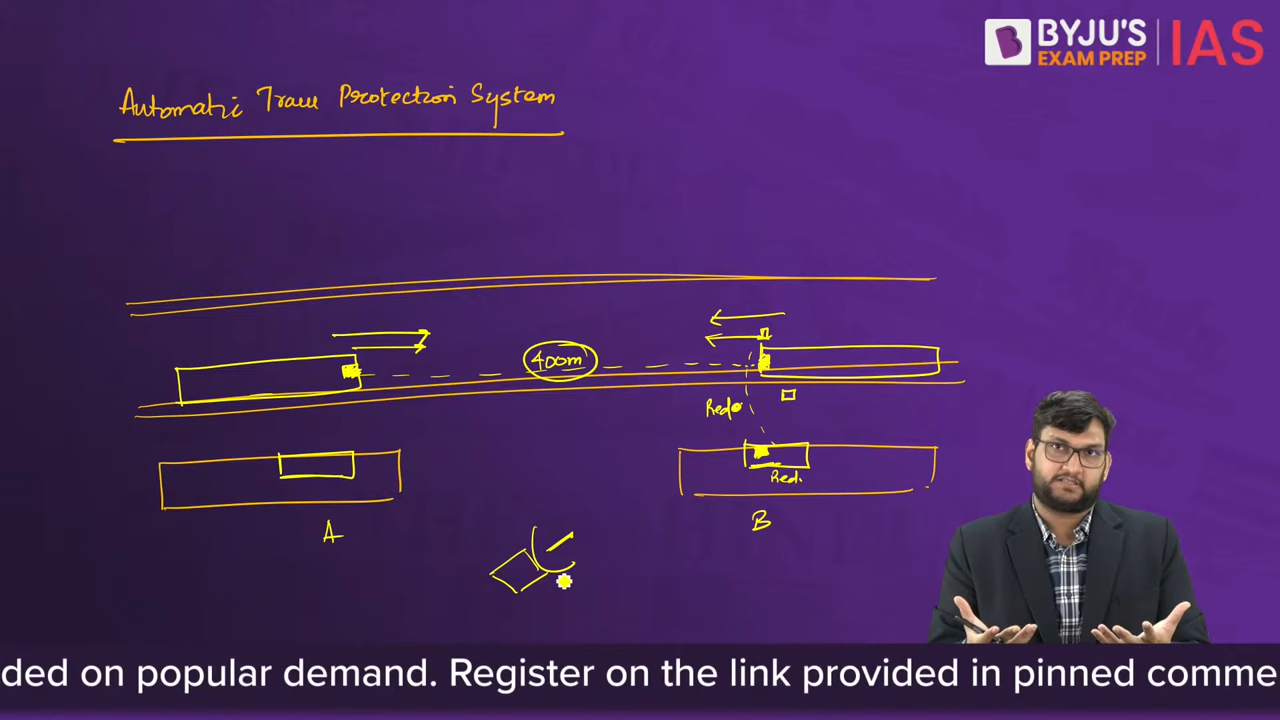 BYJU'S IAS
EXAM PREP
Automatic Train Protection System
400m
Red
Red.
A
B
ded on popular demand. Register on the link provided in pinned comme